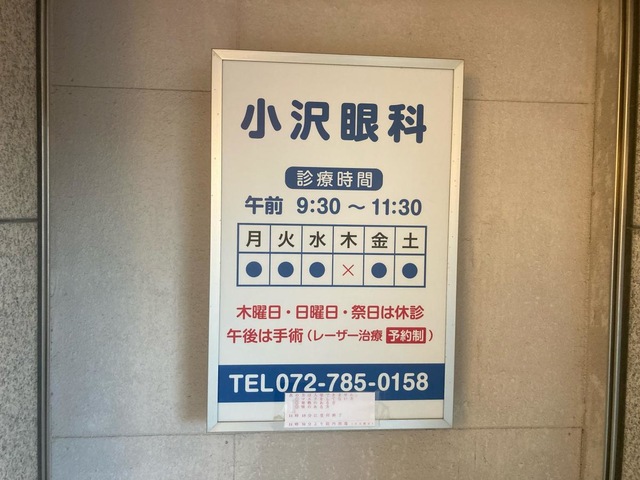 小沢眼科
診療時間
午前 9:30 ～ 11:30
月 火 水 木 金 土
● ● ● × ● ●
木曜日・日曜日・祭日は休診
午後は手術（レーザー治療 予約制）
TEL072-785-0158